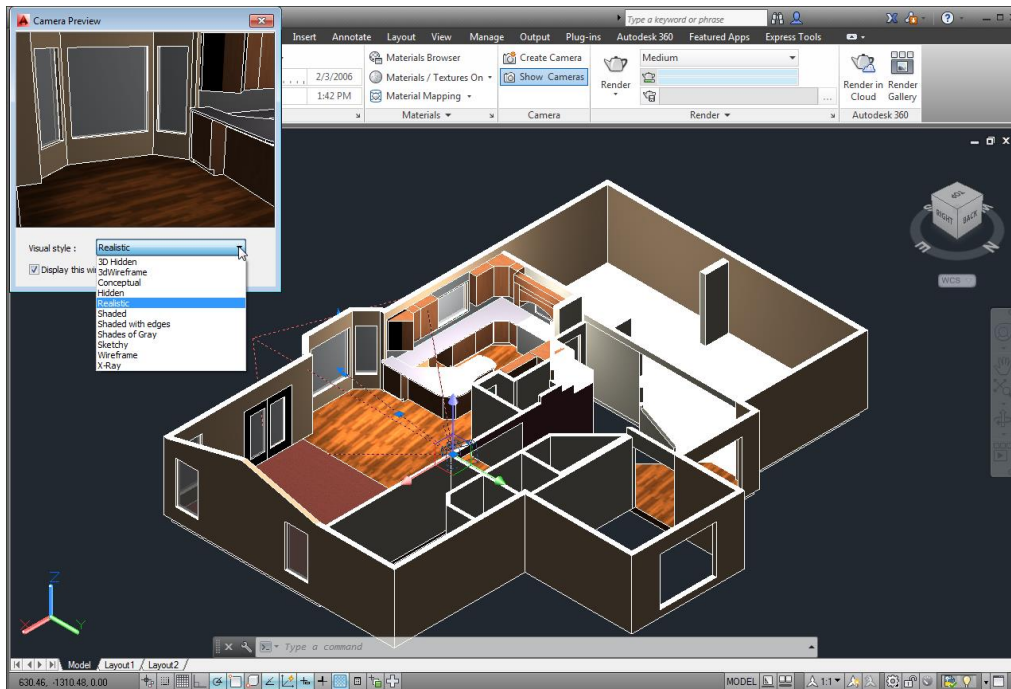 Camera Preview
Type a keyword or phrase
Insert Annotate Layout View Manage Output Plug-ins Autodesk 360 Featured Apps Express Tools
Materials Browser
Create Camera
Medium
2/3/2006
Materials / Textures On
Show Cameras
Render
Render in Cloud
Render Gallery
1:42 PM
Material Mapping
...
Materials
Camera
Render
Autodesk 360
Visual style :
Realistic
Display this wi
3D Hidden
3dWireframe
Conceptual
Hidden
Realistic
Shaded
Shaded with edges
Shades of Gray
Sketchy
Wireframe
X-Ray
TOP
RIGHT
BACK
S
E
N
WCS
Z
X
Y
Type a command
Model Layout1 Layout2
630.46, -1310.48, 0.00
MODEL
1:1